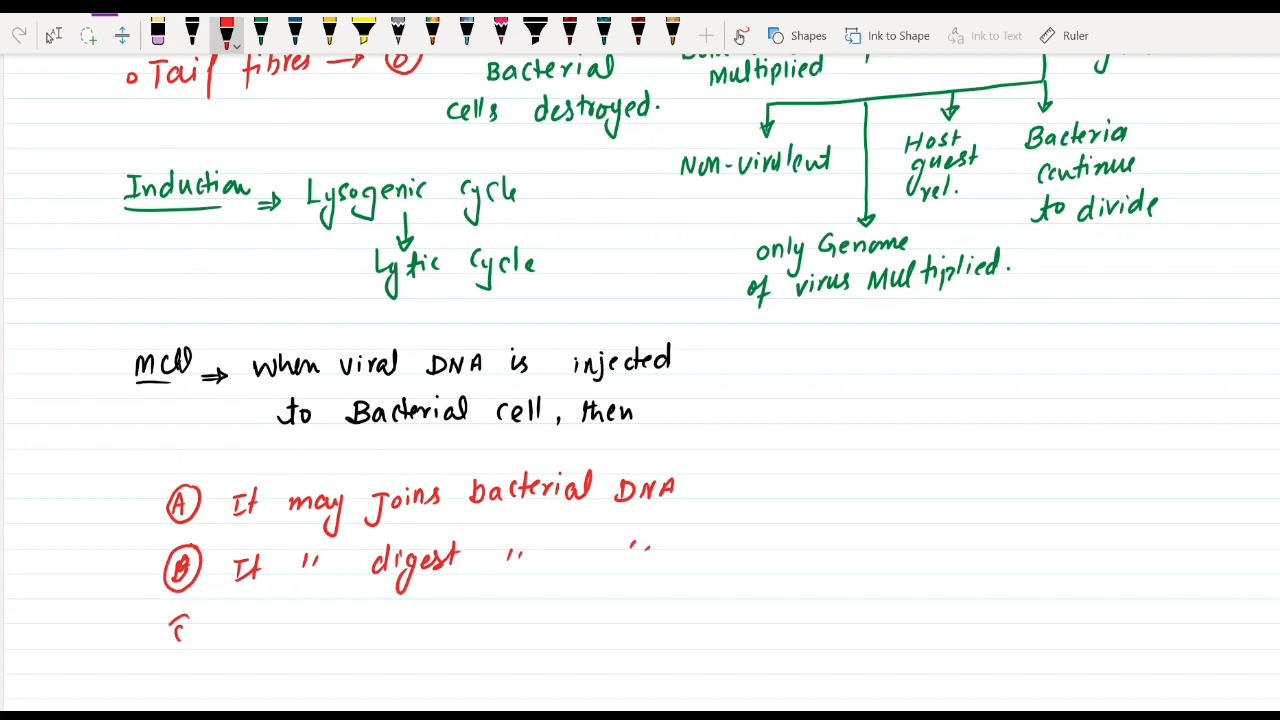 Shapes
Ink to Shape
Ink to Text
Ruler
Tail fibres → 6
Bacterial
cells destroyed.
Multiplied
Non-virulent
Host
guest
rel.
Bacteria
continue
to divide
only Genome
of virus Multiplied.
Induction ⇒ Lysogenic cycle
Lytic Cycle
MCQ ⇒ When viral DNA is injected
to Bacterial cell, then
A It may Joins bacterial DNA
B It " digest " "